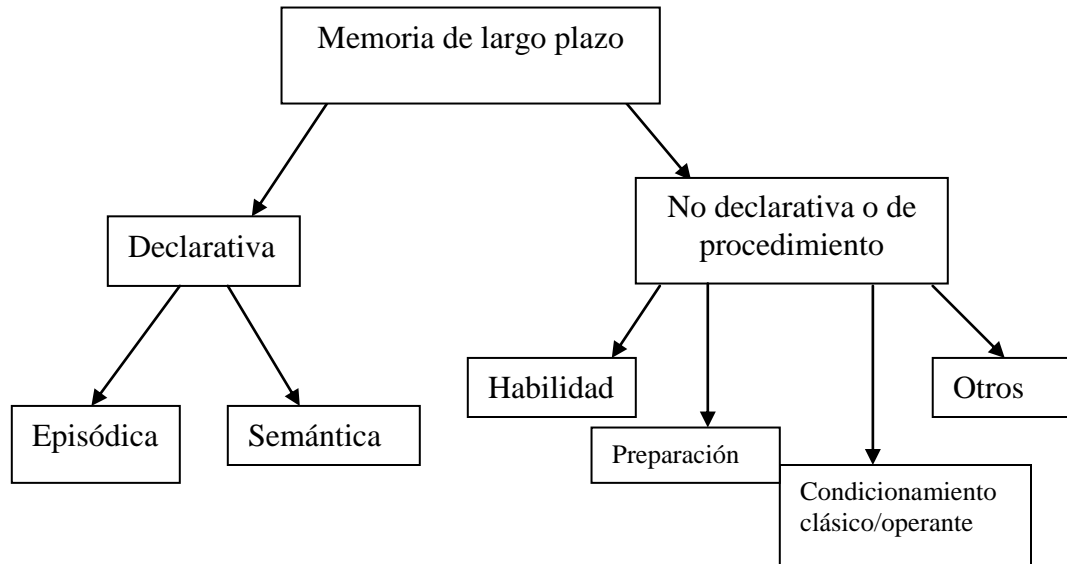 Memoria de largo plazo
No declarativa o de
procedimiento
Declarativa
Habilidad
Otros
Episódica
Semántica
Preparación
Condicionamiento
clásico/operante